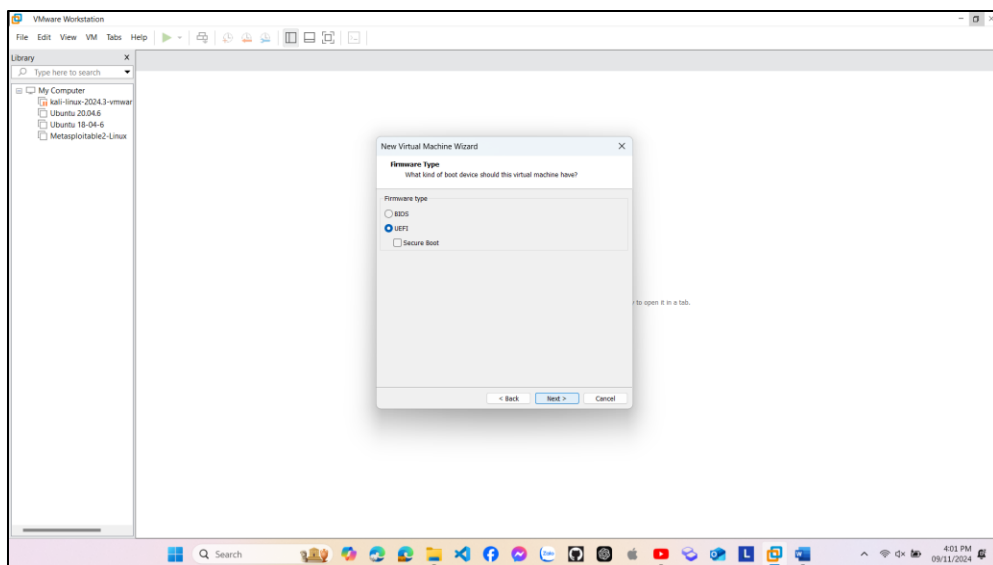 VMware Workstation
File Edit View VM Tabs Help
Library X
Type here to search
My Computer
kali-linux-2024.3-vmwar
Ubuntu 20.04.6
Ubuntu 18-04-6
Metasploitable2-Linux
New Virtual Machine Wizard
Firmware Type
What kind of boot device should this virtual machine have?
Firmware type
BIOS
UEFI
Secure Boot
to open it in a tab.
< Back Next > Cancel
Search
Zalo
L
4:01 PM
09/11/2024